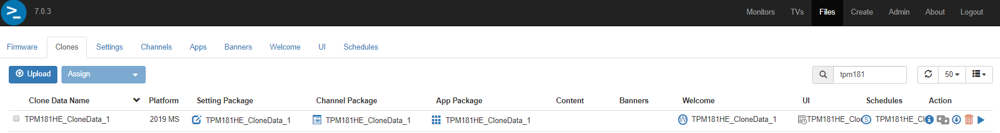 7.0.3 Monitors TVs Files Create Admin About Logout
Firmware Clones Settings Channels Apps Banners Welcome UI Schedules
Upload Assign tpm181 50
Clone Data Name Platform Setting Package Channel Package App Package Content Banners Welcome UI Schedules Action
TPM181HE_CloneData_1 2019 MS TPM181HE_CloneData_1 TPM181HE_CloneData_1 TPM181HE_CloneData_1 W TPM181HE_CloneData_1 TPM181HE_Clo S TPM181HE_Cl